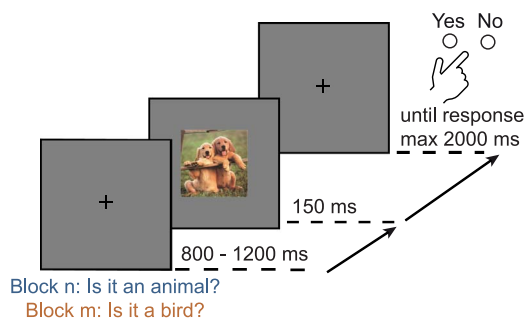 Yes No
until response
max 2000 ms
150 ms
800 - 1200 ms
Block n: Is it an animal?
Block m: Is it a bird?